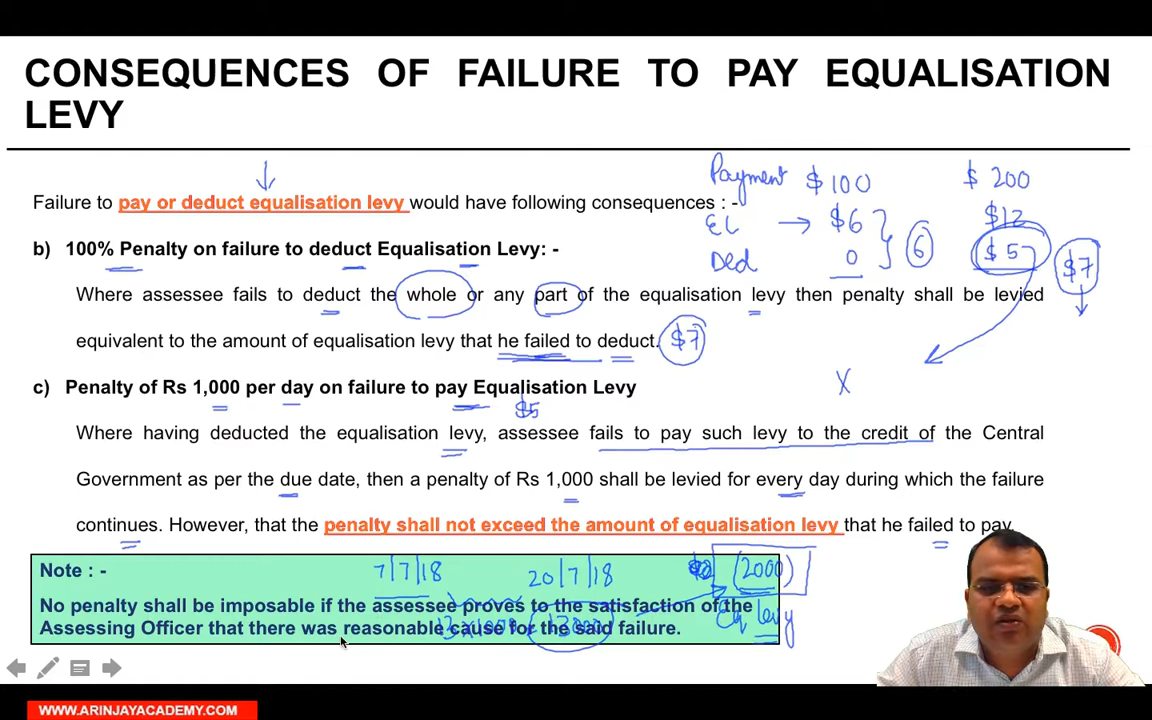 CONSEQUENCES OF FAILURE TO PAY EQUALISATION
LEVY
Payment $ 100 $ 200
Failure to pay or deduct equalisation levy would have following consequences : -
EL → $6 $12
b) 100% Penalty on failure to deduct Equalisation Levy: -
Ded 0 6 $ 5 $7
Where assessee fails to deduct the whole or any part of the equalisation levy then penalty shall be levied
equivalent to the amount of equalisation levy that he failed to deduct. $7
c) Penalty of Rs 1,000 per day on failure to pay Equalisation Levy
X
$5
Where having deducted the equalisation levy, assessee fails to pay such levy to the credit of the Central
Government as per the due date, then a penalty of Rs 1,000 shall be levied for every day during which the failure
continues. However, that the penalty shall not exceed the amount of equalisation levy that he failed to pay.
Note : -
7/7/18 20/7/18 (2000)
No penalty shall be imposable if the assessee proves to the satisfaction of the
Eq levy
Assessing Officer that there was reasonable cause for the said failure.
13 x 1000 13000
WWW.ARINJAYACADEMY.COM